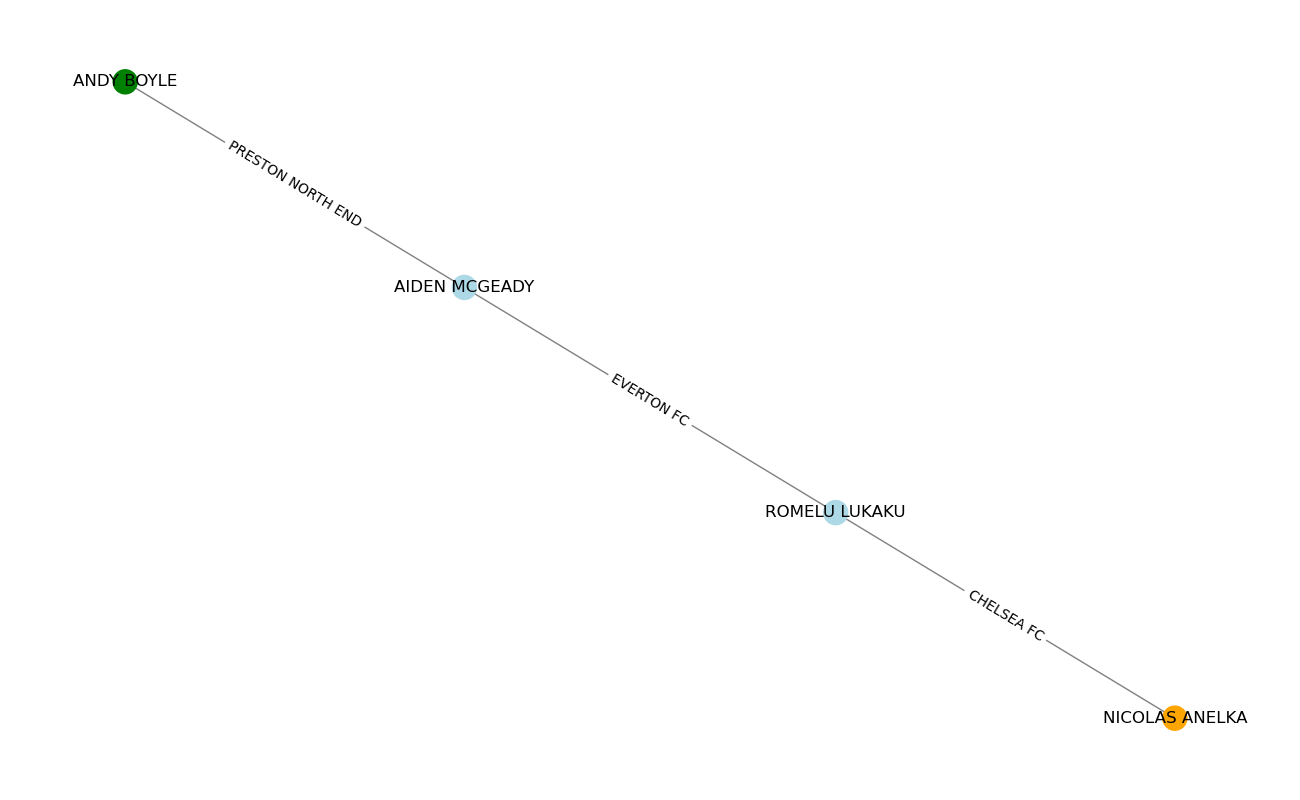 ANDY BOYLE
PRESTON NORTH END
AIDEN MCGEADY
EVERTON FC
ROMELU LUKAKU
CHELSEA FC
NICOLAS ANELKA